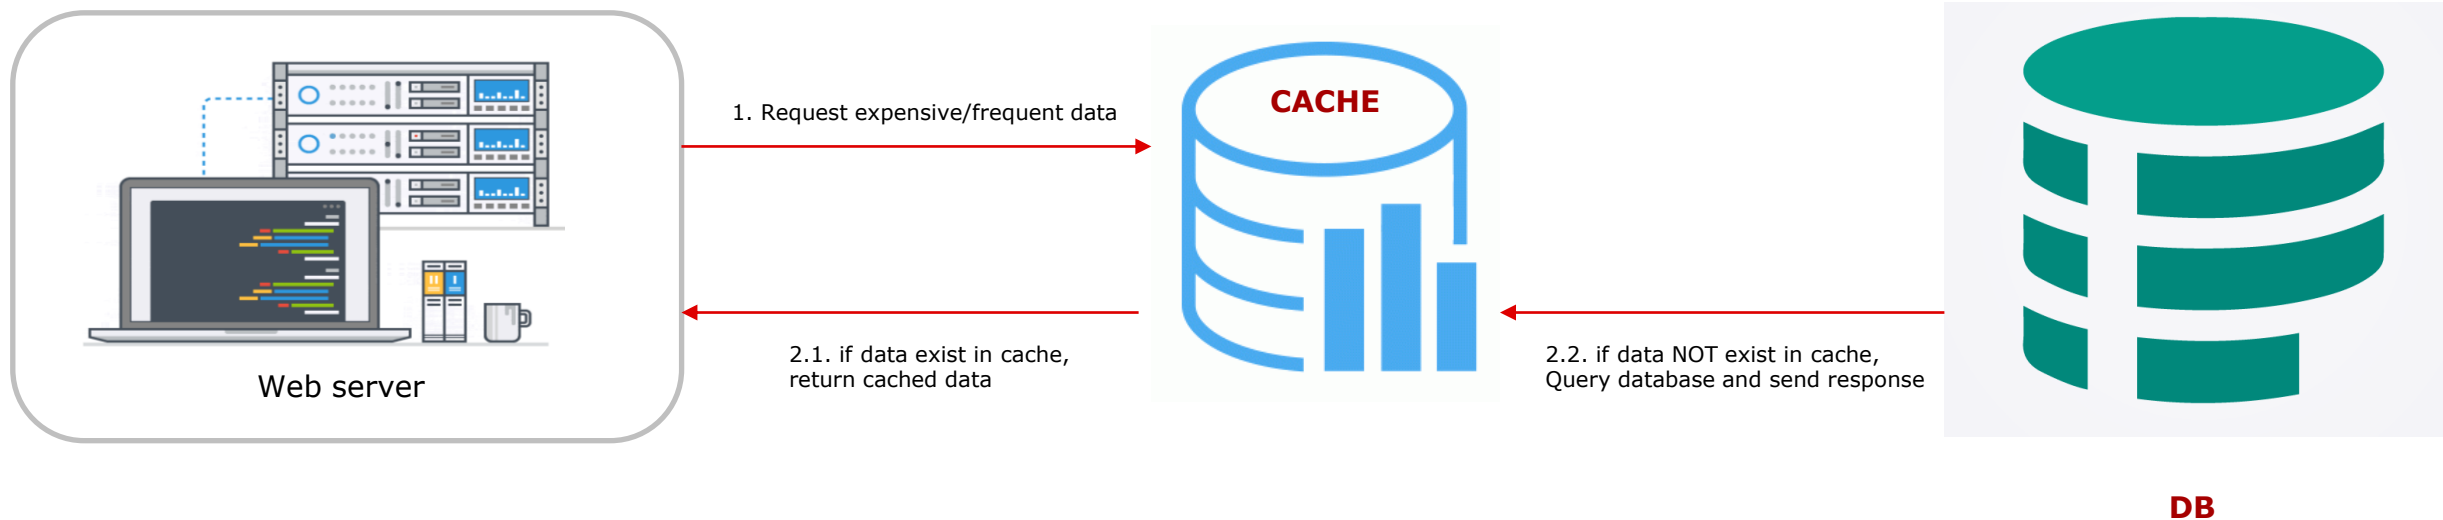 1. Request expensive/frequent data
CACHE
2.1. if data exist in cache,
return cached data
2.2. if data NOT exist in cache,
Query database and send response
Web server
DB